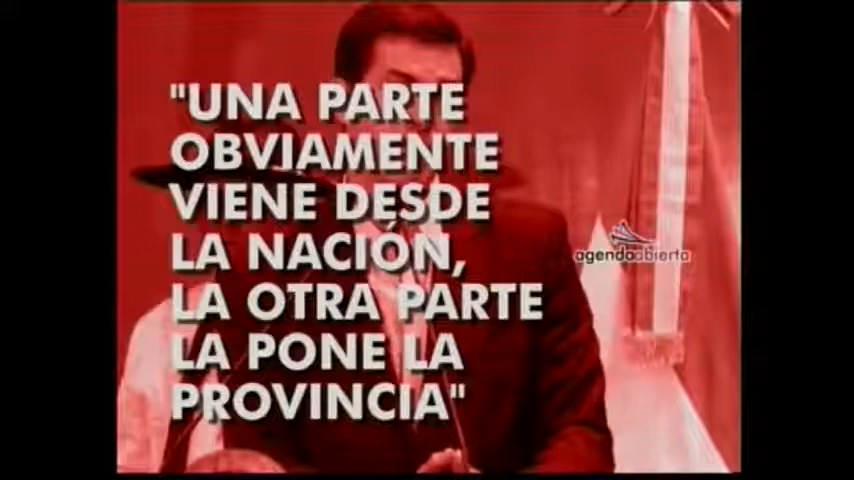 "UNA PARTE
OBVIAMENTE
VIENE DESDE
LA NACIÓN,
LA OTRA PARTE
LA PONE LA
PROVINCIA"
agendaabierta